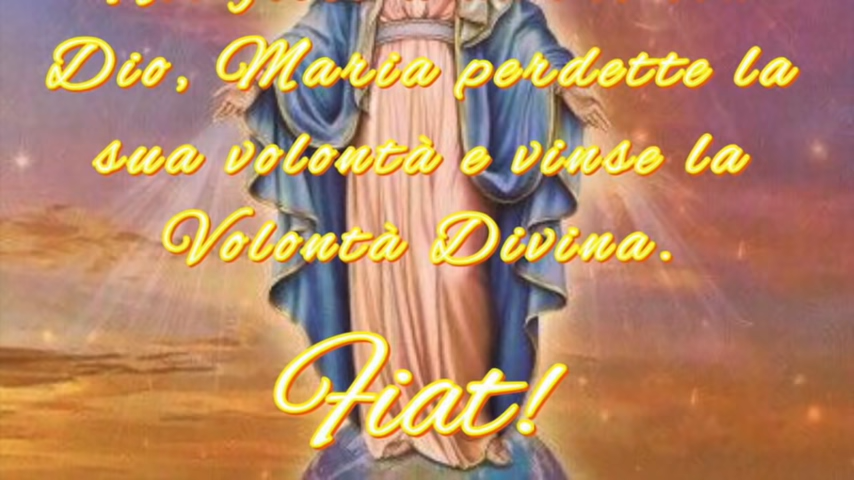 Dio, Maria perdette la
sua volontà e vinse la
Volontà Divina.
Fiat!